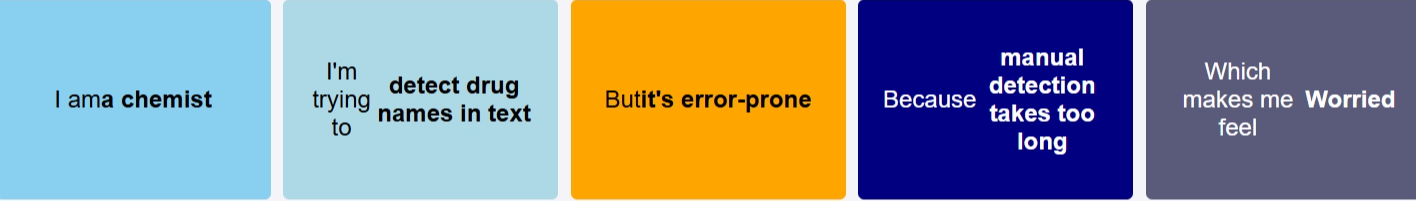 I ama chemist
I'm
trying
to
detect drug
names in text
Butit's error-prone
Because
manual
detection
takes too
long
Which
makes me
feel
Worried